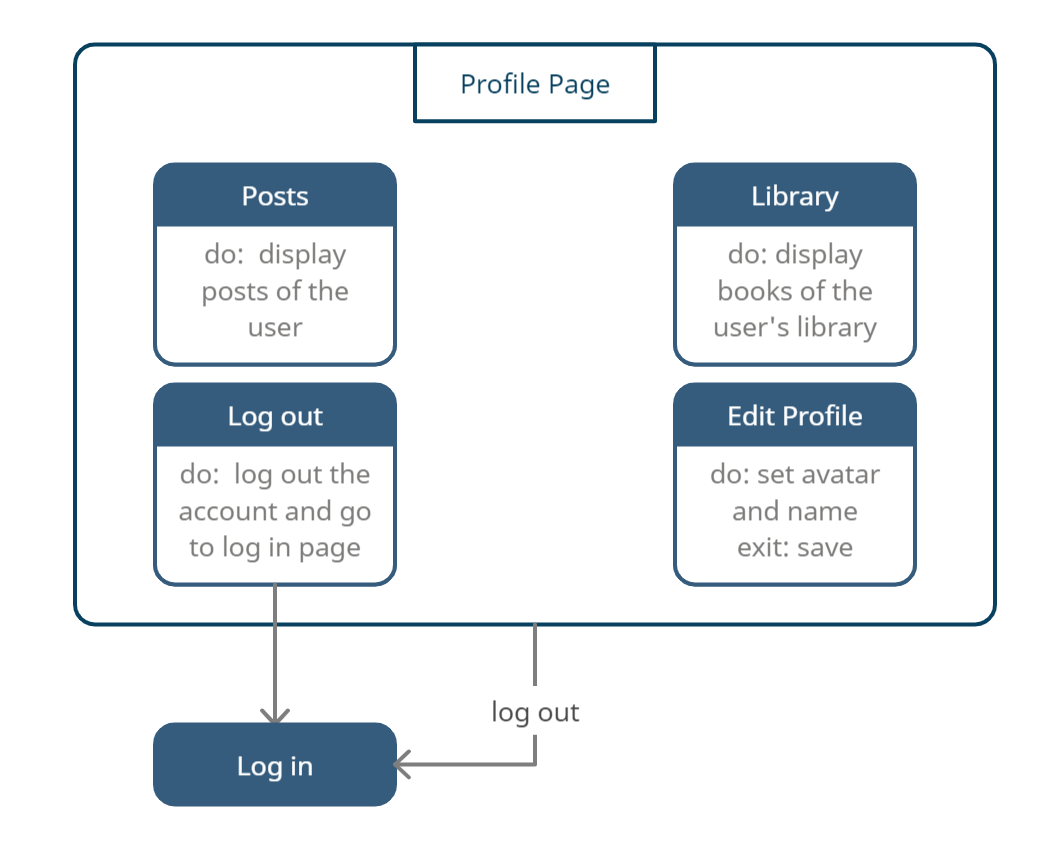 Profile Page
Posts
do:  display
posts of the
user
Library
do: display
books of the
user's library
Log out
do:  log out the
account and go
to log in page
Edit Profile
do: set avatar
and name
exit: save
log out
Log in